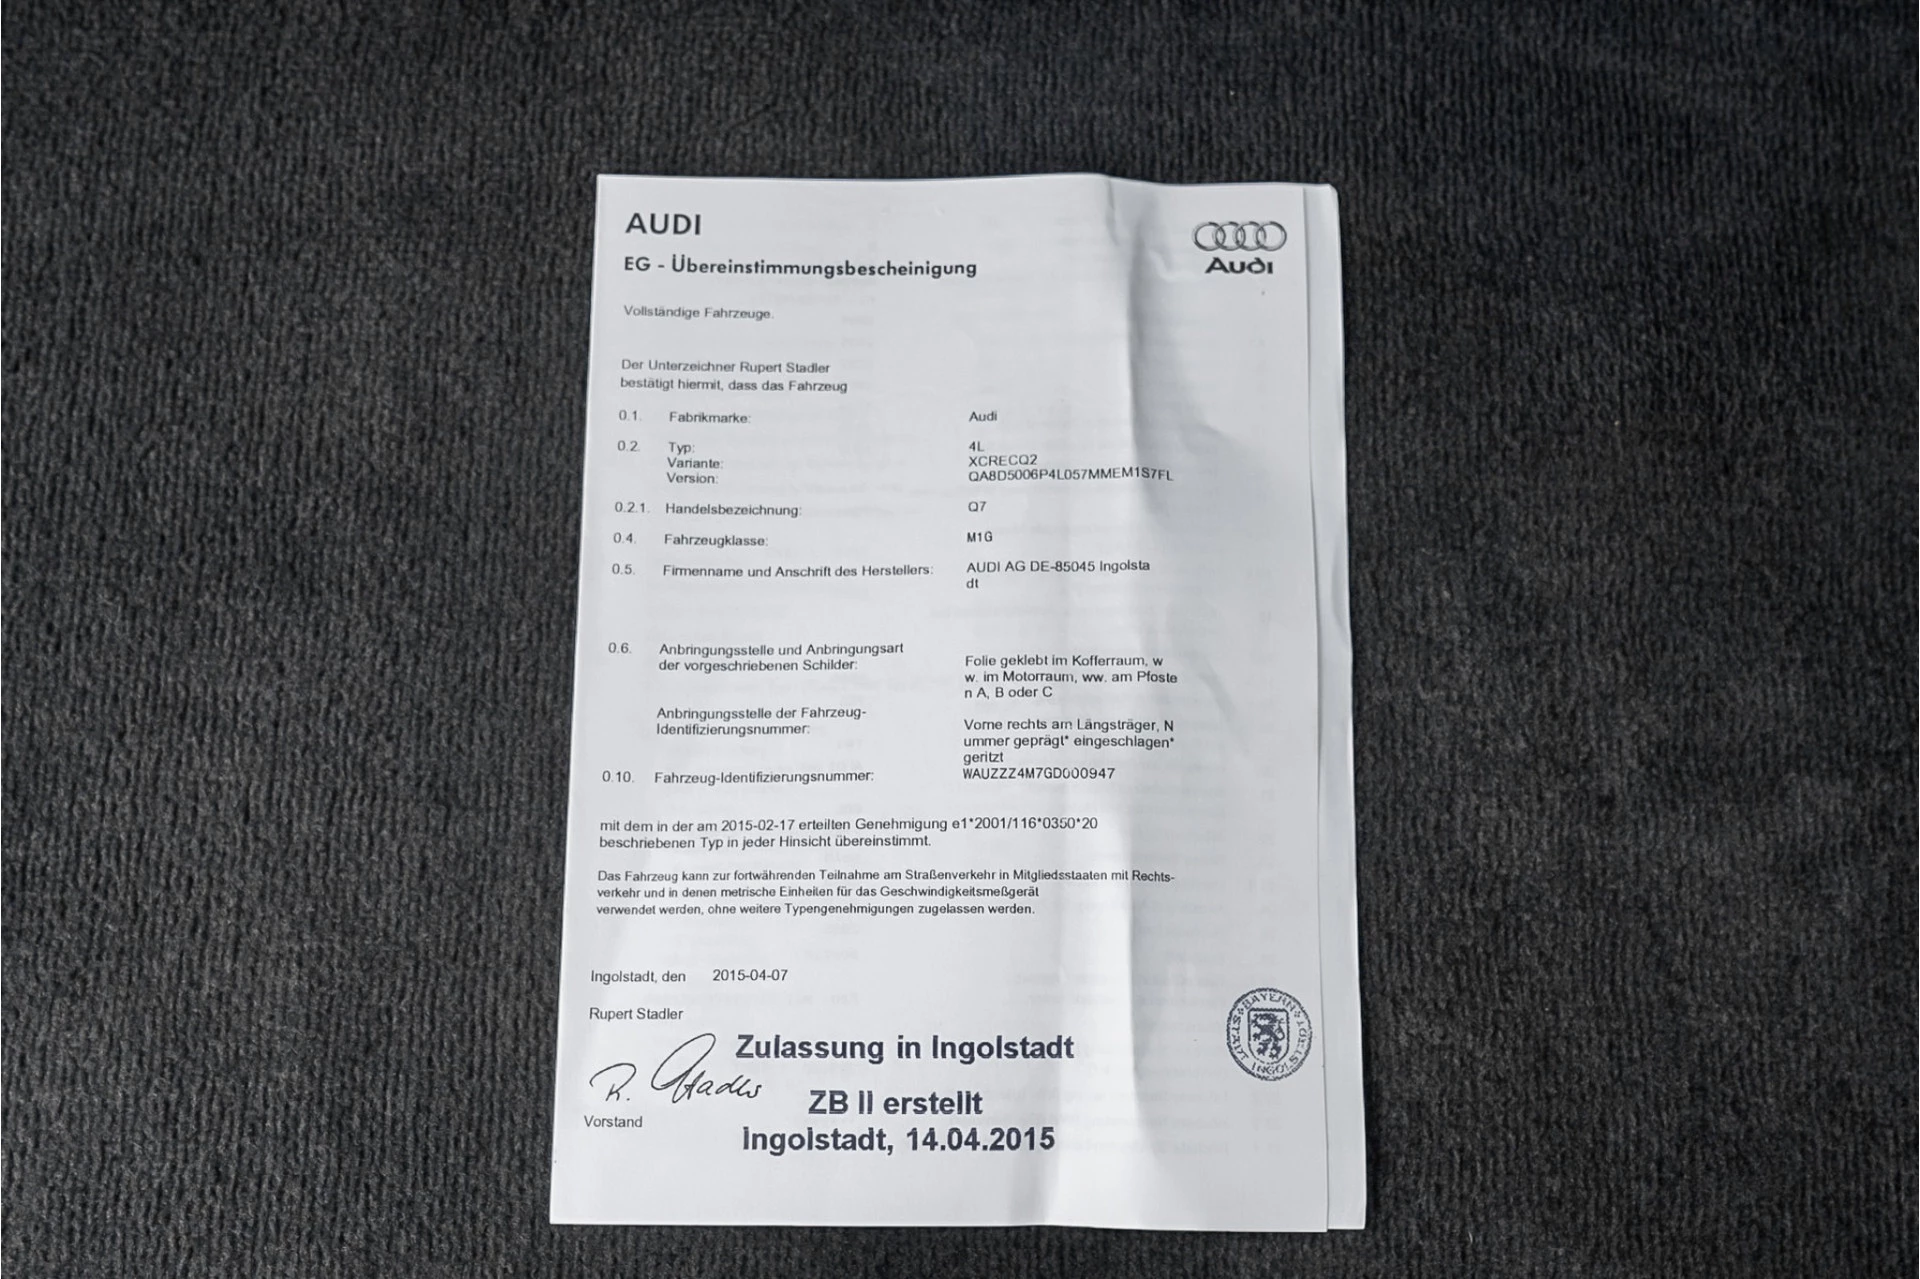 AUDI
Audi
EG - Übereinstimmungsbescheinigung
Vollständige Fahrzeuge.
Der Unterzeichner Rupert Stadler
bestätigt hiermit, dass das Fahrzeug
0.1. Fabrikmarke: Audi
0.2. Typ: 4L
Variante: XCRECQ2
Version: QA8D5006P4L057MMEM1S7FL
0.2.1. Handelsbezeichnung: Q7
0.4. Fahrzeugklasse: M1G
0.5. Firmenname und Anschrift des Herstellers: AUDI AG DE-85045 Ingolsta
dt
0.6. Anbringungsstelle und Anbringungsart
der vorgeschriebenen Schilder: Folie geklebt im Kofferraum, w
w. im Motorraum, ww. am Pfoste
n A, B oder C
Anbringungsstelle der Fahrzeug-
Identifizierungsnummer: Vorne rechts am Längsträger, N
ummer geprägt* eingeschlagen*
geritzt
0.10. Fahrzeug-Identifizierungsnummer: WAUZZZ4M7GD000947
mit dem in der am 2015-02-17 erteilten Genehmigung e1*2001/116*0350*20
beschriebenen Typ in jeder Hinsicht übereinstimmt.
Das Fahrzeug kann zur fortwährenden Teilnahme am Straßenverkehr in Mitgliedsstaaten mit Rechts-
verkehr und in denen metrische Einheiten für das Geschwindigkeitsmeßgerät
verwendet werden, ohne weitere Typengenehmigungen zugelassen werden.
Ingolstadt, den 2015-04-07
Rupert Stadler
R. Stadler
Vorstand
Zulassung in Ingolstadt
ZB II erstellt
Ingolstadt, 14.04.2015
BAYERN
STADT
INGOL